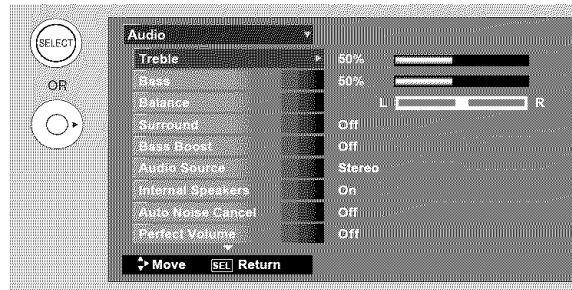 SELECT
OR
Audio
Treble 50%
Bass 50%
Balance L R
Surround Off
Bass Boost Off
Audio Source Stereo
Internal Speakers On
Auto Noise Cancel Off
Perfect Volume Off
Move SEL Return